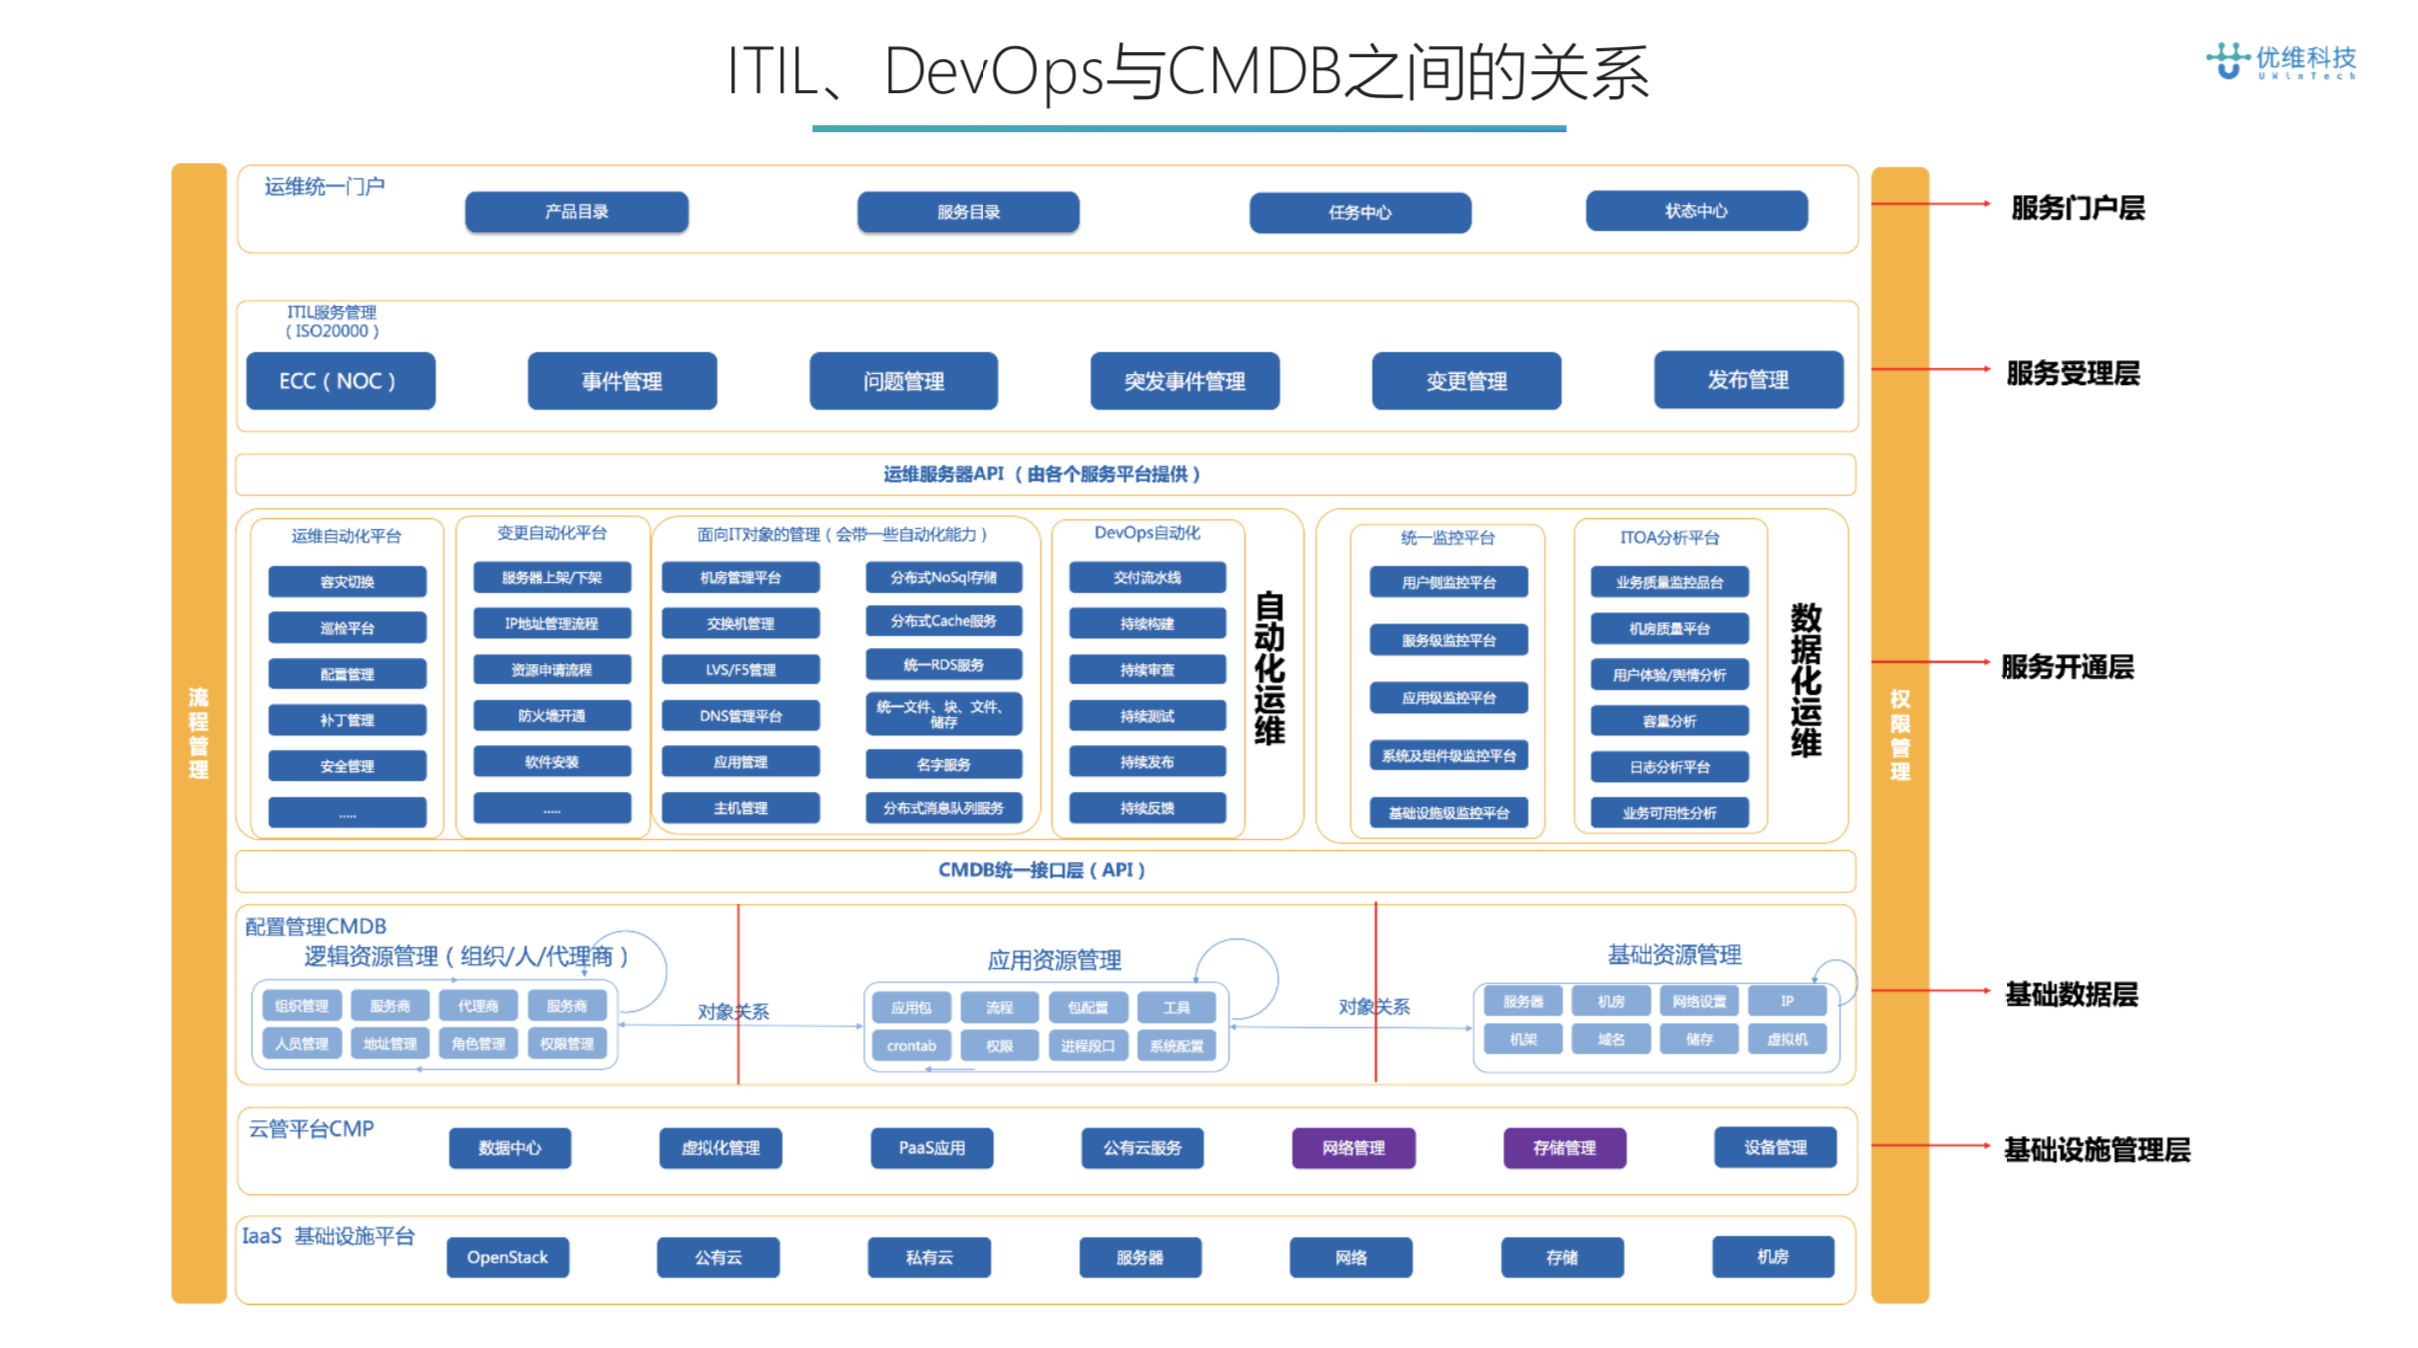 ITIL、DevOps与CMDB之间的关系
优维科技
UWinTech
流程管理
权限管理
运维统一门户
产品目录
服务目录
任务中心
状态中心
服务门户层
ITIL服务管理
（ISO20000）
ECC（NOC）
事件管理
问题管理
突发事件管理
变更管理
发布管理
服务受理层
运维服务器API（由各个服务平台提供）
运维自动化平台
容灾切换
巡检平台
配置管理
补丁管理
安全管理
.....
变更自动化平台
服务器上架/下架
IP地址管理流程
资源申请流程
防火墙开通
软件安装
.....
面向IT对象的管理（会带一些自动化能力）
机房管理平台
交换机管理
LVS/F5管理
DNS管理平台
应用管理
主机管理
分布式NoSql存储
分布式Cache服务
统一RDS服务
统一文件、块、文件、
储存
名字服务
分布式消息队列服务
DevOps自动化
交付流水线
持续构建
持续审查
持续测试
持续发布
持续反馈
自动化运维
统一监控平台
用户侧监控平台
服务级监控平台
应用级监控平台
系统及组件级监控平台
基础设施级监控平台
ITOA分析平台
业务质量监控品台
机房质量平台
用户体验/舆情分析
容量分析
日志分析平台
业务可用性分析
数据化运维
服务开通层
CMDB统一接口层（API）
配置管理CMDB
逻辑资源管理（组织/人/代理商）
组织管理
服务商
代理商
服务商
人员管理
地址管理
角色管理
权限管理
对象关系
应用资源管理
应用包
流程
包配置
工具
crontab
权限
进程段口
系统配置
对象关系
基础资源管理
服务器
机房
网络设置
IP
机架
域名
储存
虚拟机
基础数据层
云管平台CMP
数据中心
虚拟化管理
PaaS应用
公有云服务
网络管理
存储管理
设备管理
基础设施管理层
IaaS 基础设施平台
OpenStack
公有云
私有云
服务器
网络
存储
机房